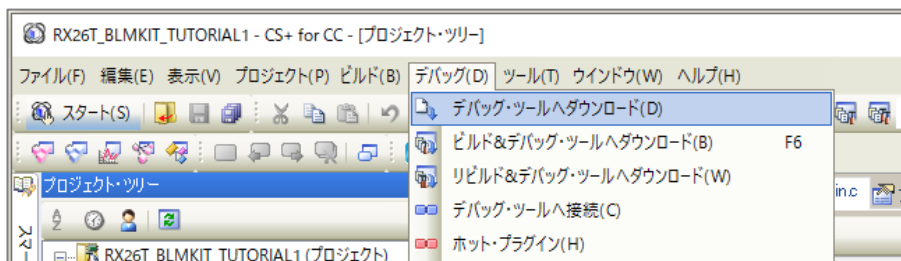 RX26T_BLMKIT_TUTORIAL1 - CS+ for CC - [プロジェクト・ツリー]
ファイル(F) 編集(E) 表示(V) プロジェクト(P) ビルド(B) デバッグ(D) ツール(T) ウインドウ(W) ヘルプ(H)
スタート(S)
デバッグ・ツールへダウンロード(D)
ビルド&デバッグ・ツールへダウンロード(B) F6
リビルド&デバッグ・ツールへダウンロード(W)
デバッグ・ツールへ接続(C)
ホット・プラグイン(H)
プロジェクト・ツリー
in.c
スマー
RX26T_BLMKIT_TUTORIAL1 (プロジェクト)